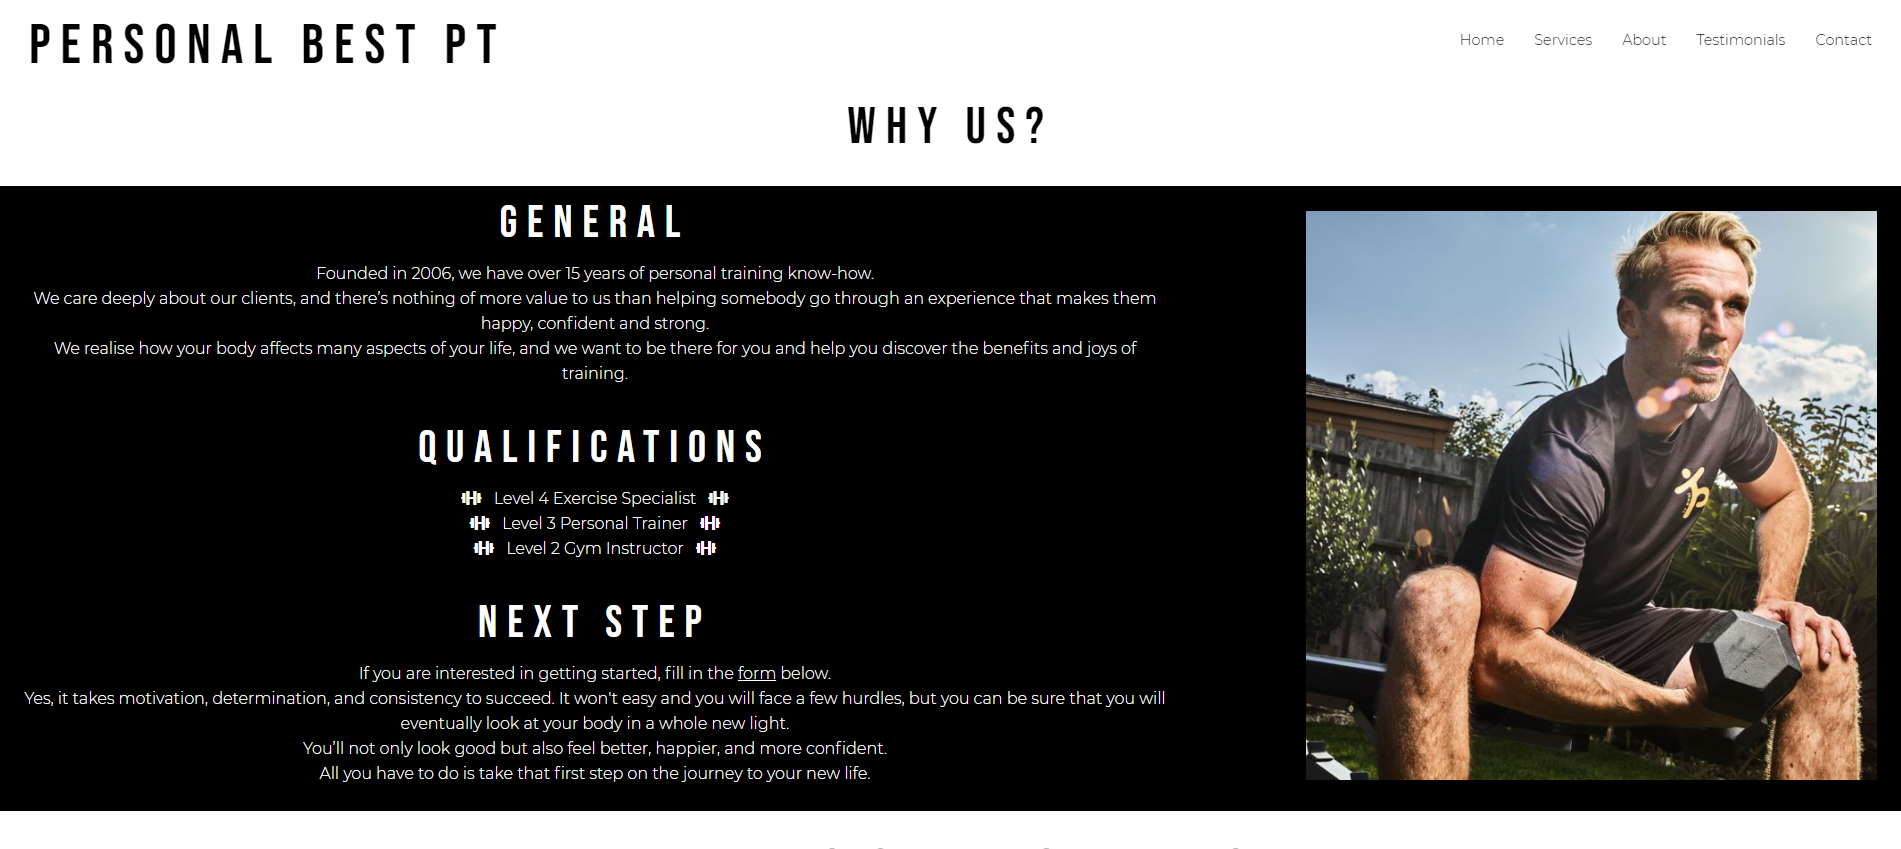 PERSONAL BEST PT
Home Services About Testimonials Contact
WHY US?
GENERAL
Founded in 2006, we have over 15 years of personal training know-how.
We care deeply about our clients, and there's nothing of more value to us than helping somebody go through an experience that makes them
happy, confident and strong.
We realise how your body affects many aspects of your life, and we want to be there for you and help you discover the benefits and joys of
training.
QUALIFICATIONS
Level 4 Exercise Specialist
Level 3 Personal Trainer
Level 2 Gym Instructor
NEXT STEP
If you are interested in getting started, fill in the form below.
Yes, it takes motivation, determination, and consistency to succeed. It won't easy and you will face a few hurdles, but you can be sure that you will
eventually look at your body in a whole new light.
You'll not only look good but also feel better, happier, and more confident.
All you have to do is take that first step on the journey to your new life.